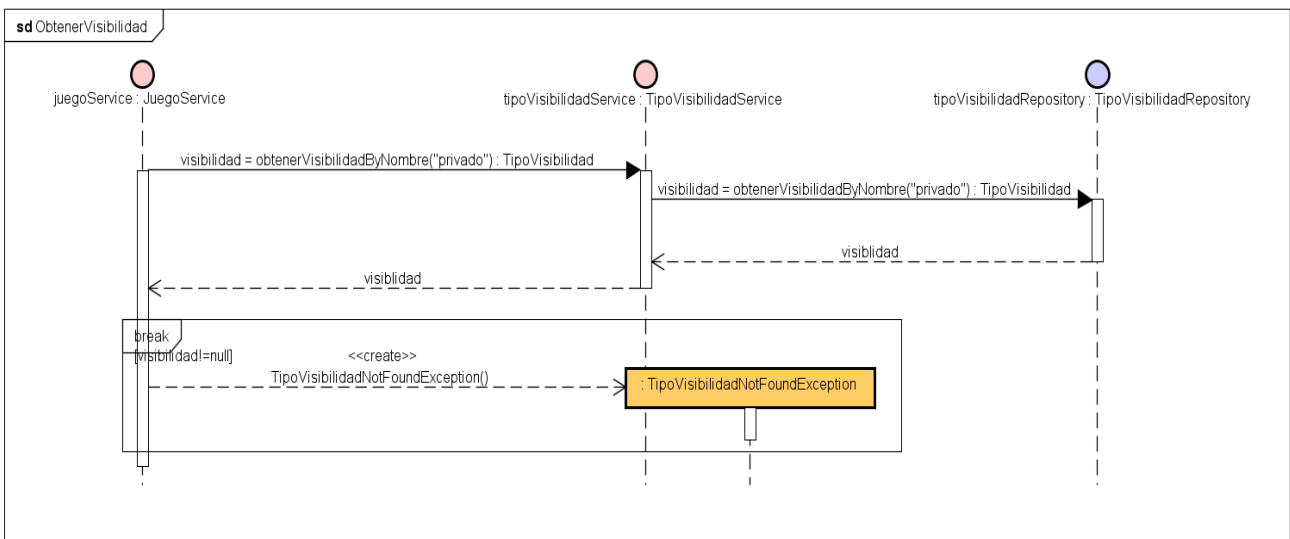 sd ObtenerVisibilidad
juegoService : JuegoService
tipoVisibilidadService : TipoVisibilidadService
tipoVisibilidadRepository : TipoVisibilidadRepository
visibilidad = obtenerVisibilidadByNombre("privado") : TipoVisibilidad
visibilidad = obtenerVisibilidadByNombre("privado") : TipoVisibilidad
visiblidad
visiblidad
break
[visibilidad!=null]
<<create>>
TipoVisibilidadNotFoundException()
: TipoVisibilidadNotFoundException